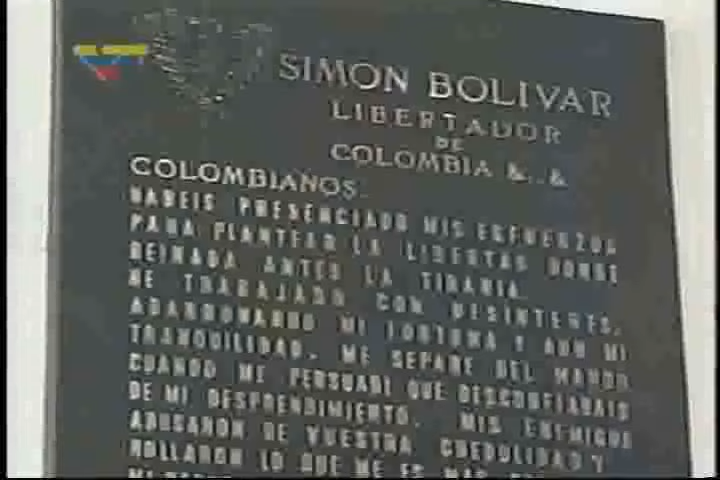 SIMON BOLIVAR
LIBERTADOR
DE
COLOMBIA &..&
COLOMBIANOS:
HABEIS PRESENCIADO MIS ESFUERZOS
PARA PLANTEAR LA LIBERTAD DONDE
REINABA ANTES LA TIRANIA.
HE TRABAJADO CON DESINTERES,
ABANDONANDO MI FORTUNA Y AUN MI
TRANQUILIDAD. ME SEPARE DEL MANDO
CUANDO ME PERSUADI QUE DESCONFIABAIS
DE MI DESPRENDIMIENTO. MIS ENEMIGOS
ABUSARON DE VUESTRA CREDULIDAD Y
HOLLARON LO QUE ME ES MAS